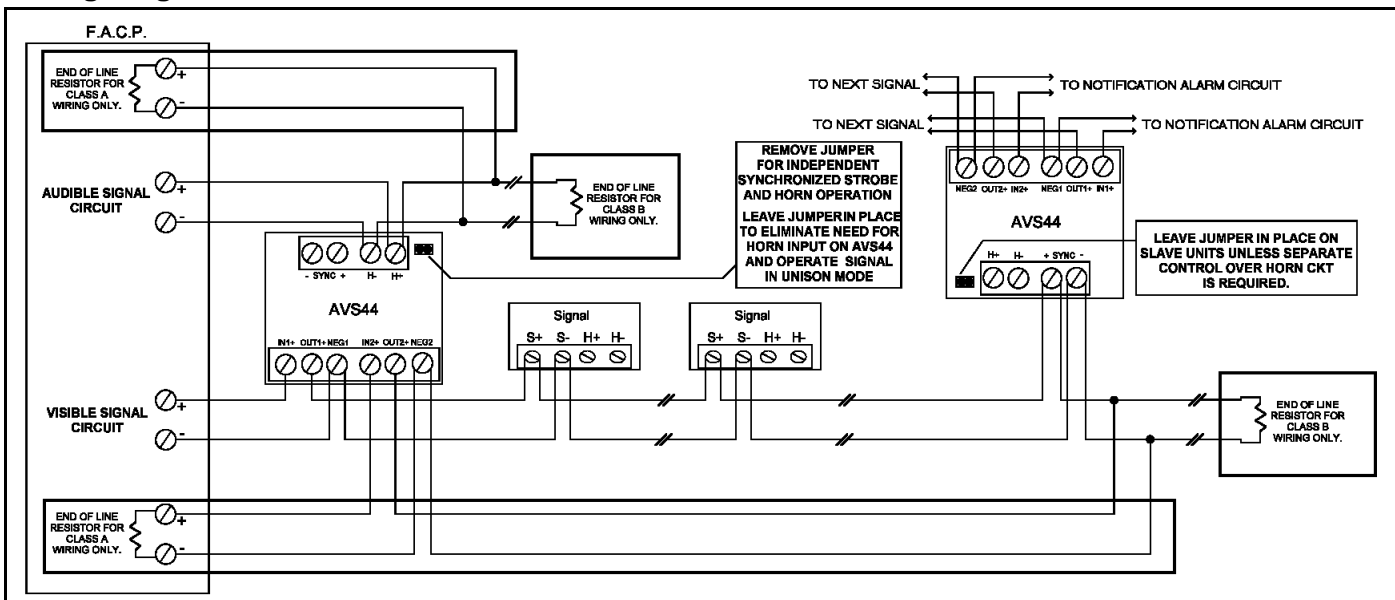 F.A.C.P.
END OF LINE
RESISTOR FOR
CLASS A
WIRING ONLY.
+
-
AUDIBLE SIGNAL
CIRCUIT
+
-
END OF LINE
RESISTOR FOR
CLASS B
WIRING ONLY.
- SYNC + H- H+
AVS44
IN1+ OUT1+ NEG1 IN2+ OUT2+ NEG2
REMOVE JUMPER
FOR INDEPENDENT
SYNCHRONIZED STROBE
AND HORN OPERATION
LEAVE JUMPER IN PLACE
TO ELIMINATE NEED FOR
HORN INPUT ON AVS44
AND OPERATE SIGNAL
IN UNISON MODE
TO NEXT SIGNAL
TO NOTIFICATION ALARM CIRCUIT
TO NEXT SIGNAL
TO NOTIFICATION ALARM CIRCUIT
NEG2 OUT2+ IN2+ NEG1 OUT1+ IN1+
AVS44
H+ H- + SYNC -
LEAVE JUMPER IN PLACE ON
SLAVE UNITS UNLESS SEPARATE
CONTROL OVER HORN CKT
IS REQUIRED.
Signal
S+ S- H+ H-
Signal
S+ S- H+ H-
VISIBLE SIGNAL
CIRCUIT
+
-
END OF LINE
RESISTOR FOR
CLASS B
WIRING ONLY.
END OF LINE
RESISTOR FOR
CLASS A
WIRING ONLY.
+
-